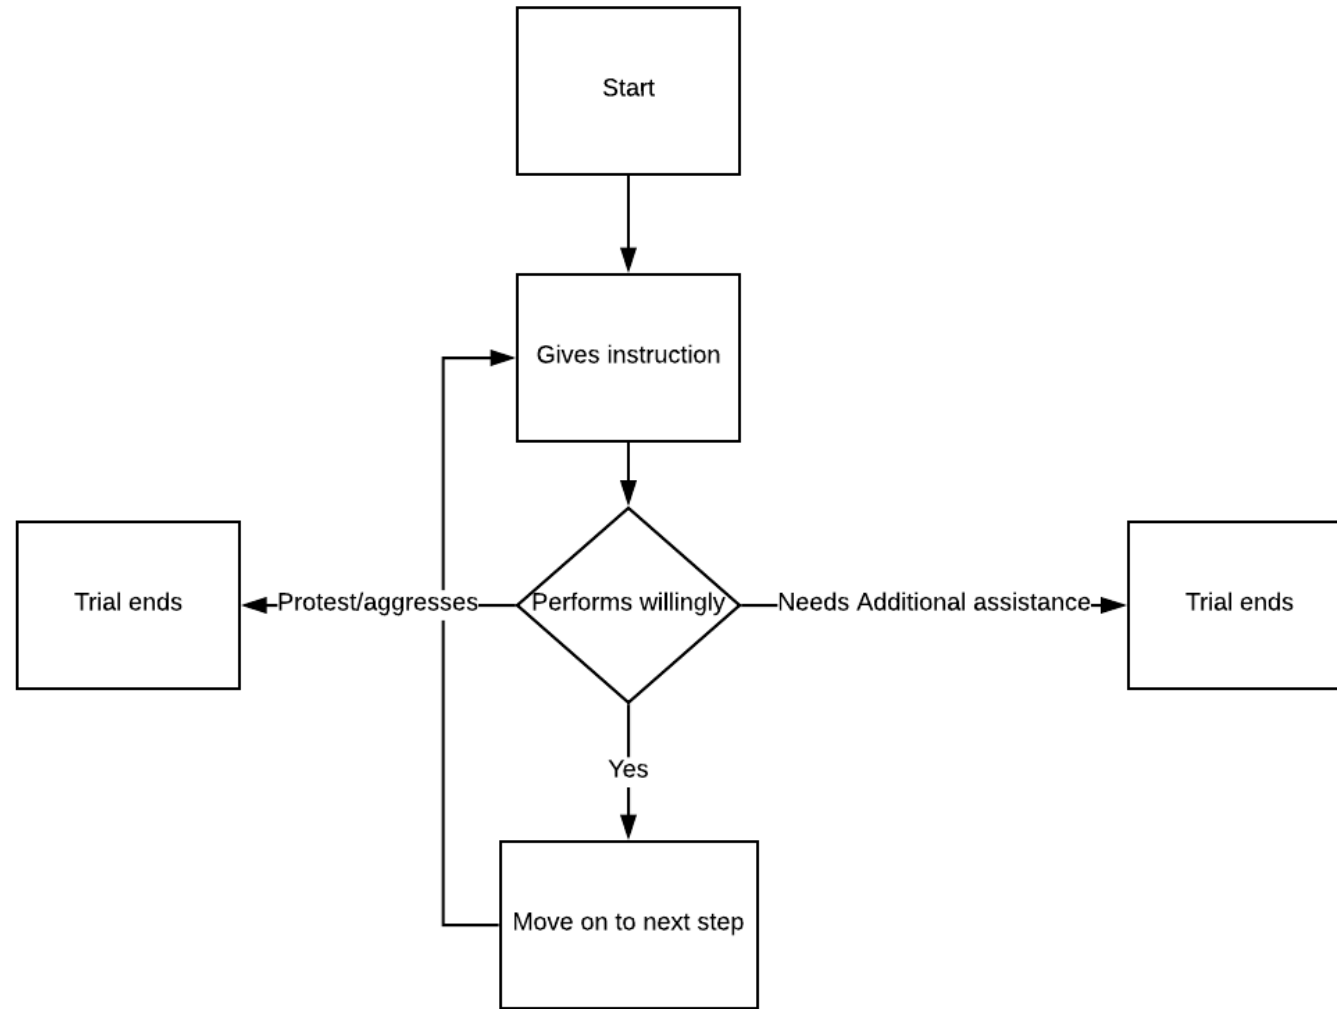 Start
Gives instruction
Trial ends
Protest/aggresses
Performs willingly
Needs Additional assistance
Trial ends
Yes
Move on to next step